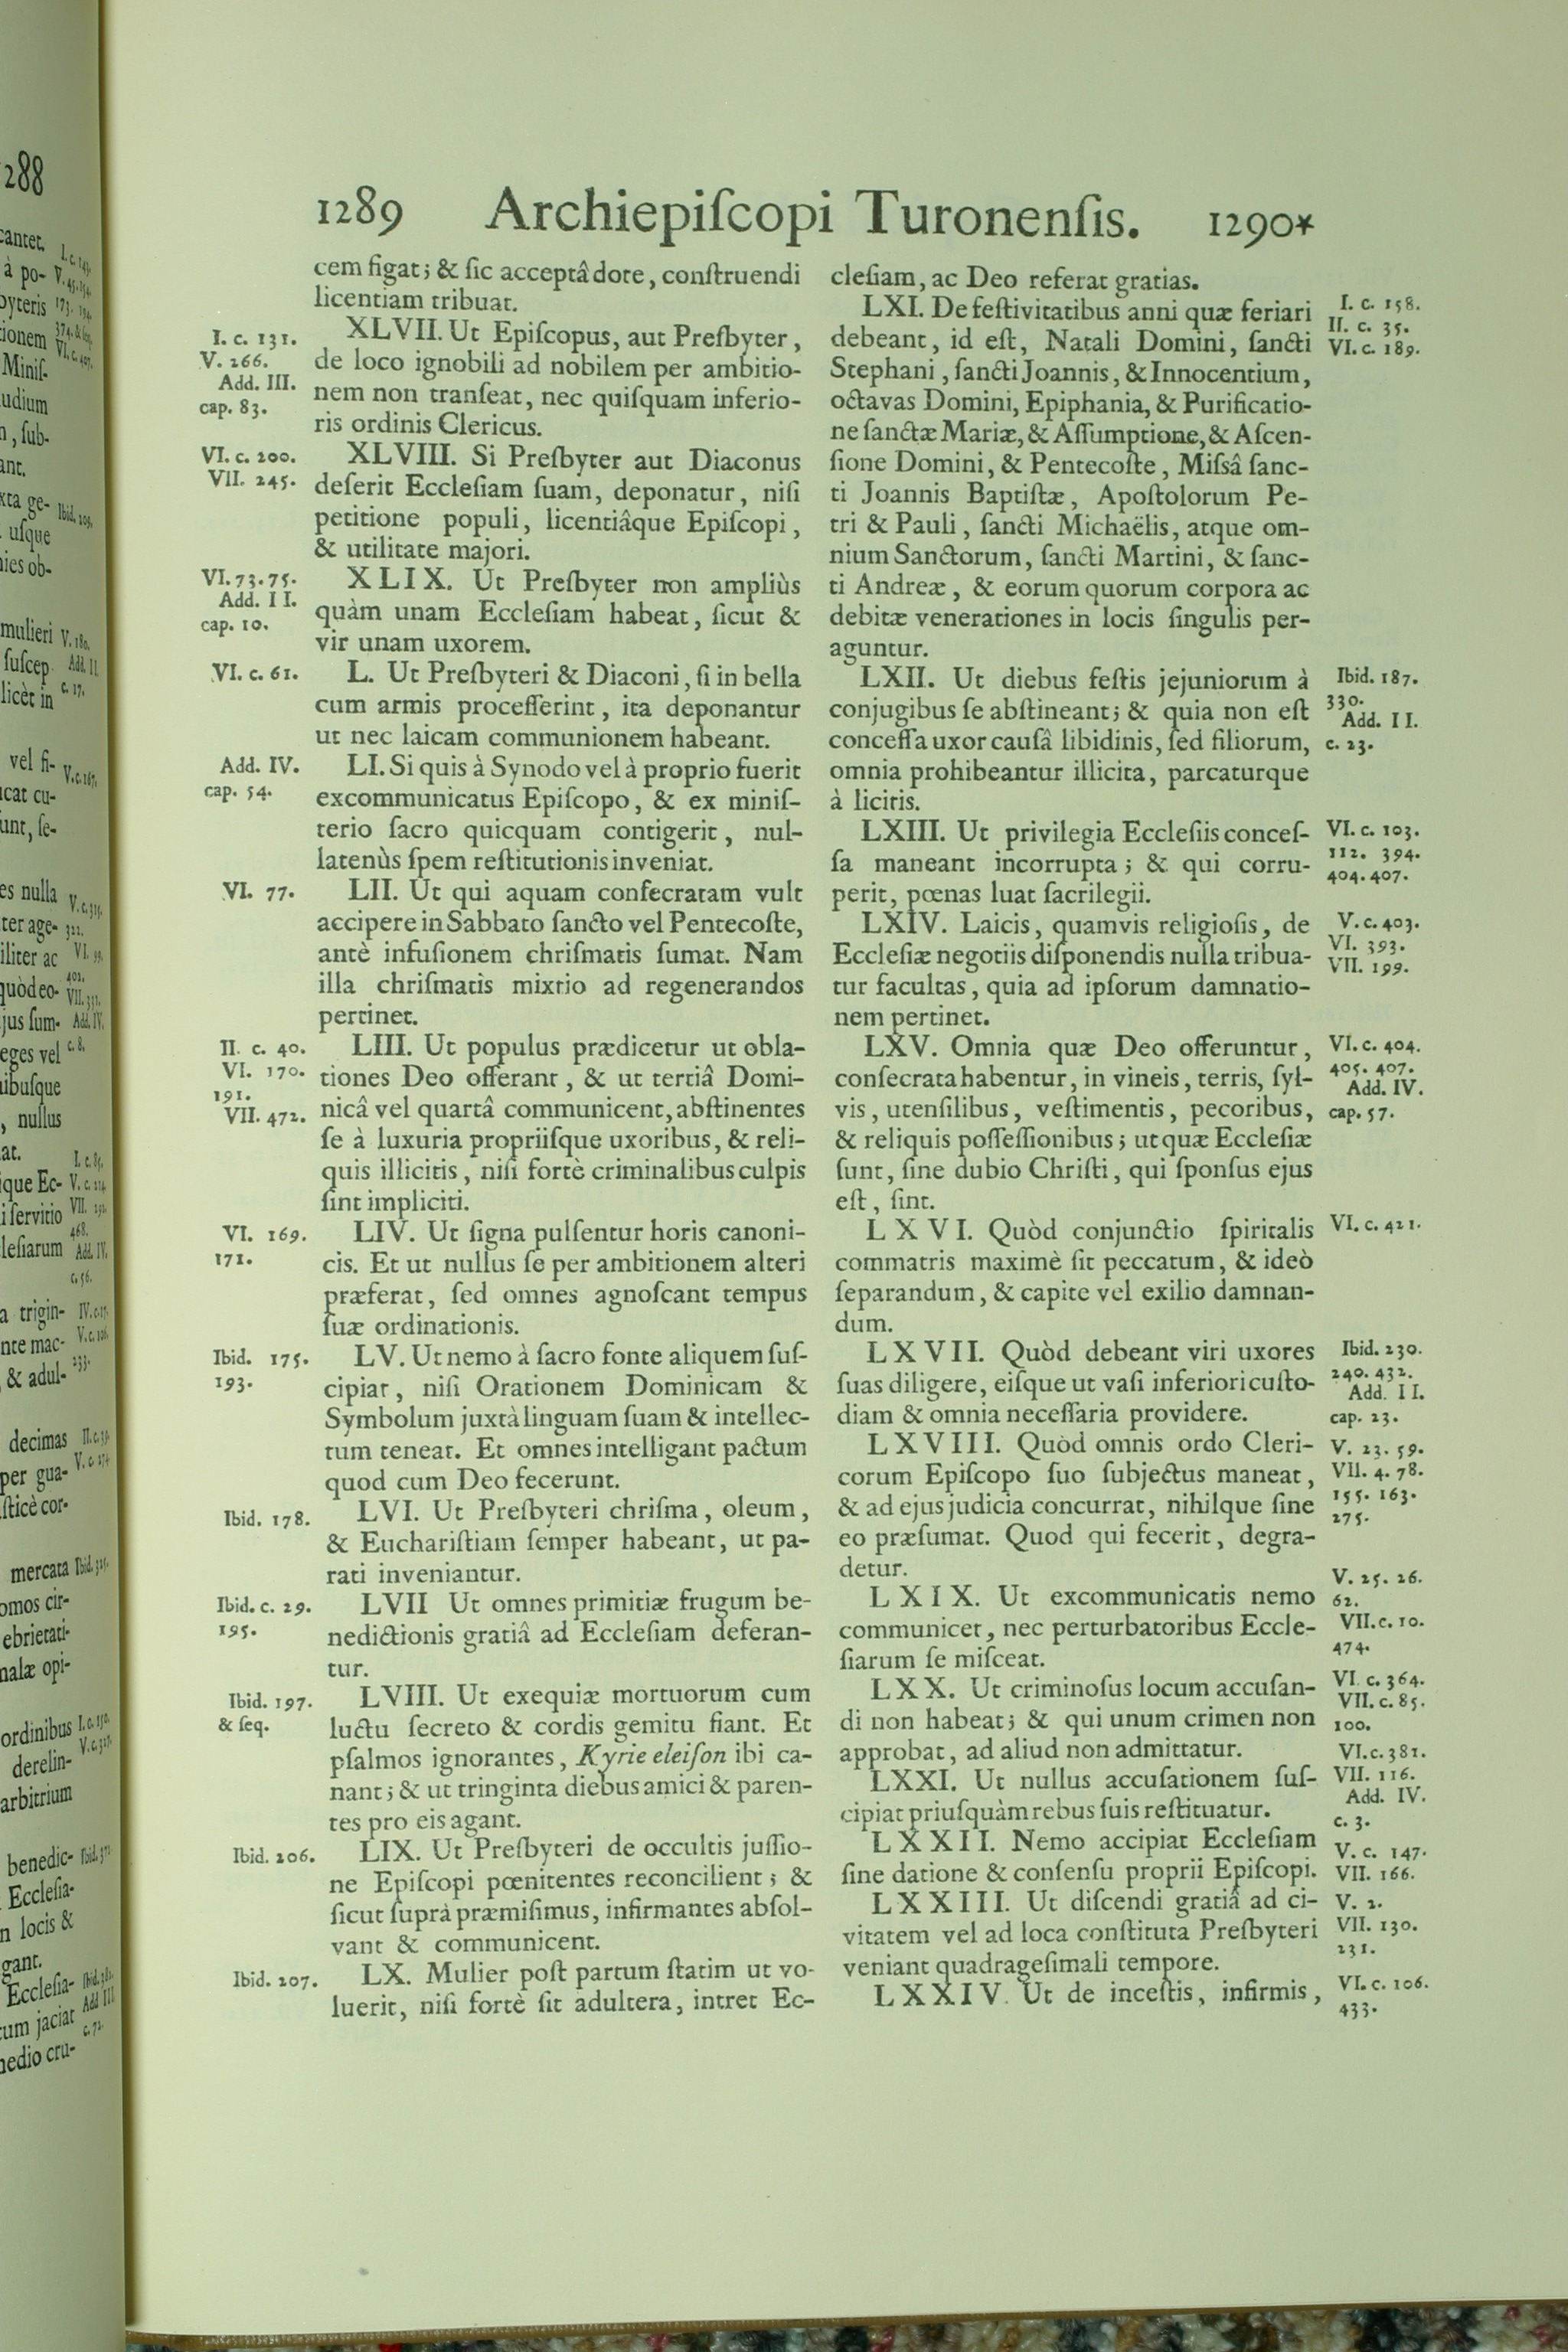 1289 Archiepiſcopi Turonenſis. 1290*
cem figat; & ſic acceptâ dote, conſtruendi
licentiam tribuat.
I. c. 131.
V. 266.
Add. III.
cap. 83.
XLVII. Ut Epiſcopus, aut Preſbyter,
de loco ignobili ad nobilem per ambitio-
nem non tranſeat, nec quiſquam inferio-
ris ordinis Clericus.
VI. c. 200.
VII. 245.
XLVIII. Si Preſbyter aut Diaconus
deſerit Eccleſiam ſuam, deponatur, niſi
petitione populi, licentiâque Epiſcopi,
& utilitate majori.
VI. 73. 75.
Add. II.
cap. 10.
XLIX. Ut Preſbyter non ampliùs
quàm unam Eccleſiam habeat, ſicut &
vir unam uxorem.
VI. c. 61.
L. Ut Preſbyteri & Diaconi, ſi in bella
cum armis proceſſerint, ita deponantur
ut nec laicam communionem habeant.
Add. IV.
cap. 54.
LI. Si quis à Synodo vel à proprio fuerit
excommunicatus Epiſcopo, & ex miniſ-
terio ſacro quicquam contigerit, nul-
latenùs ſpem reſtitutionis inveniat.
VI. 77.
LII. Ut qui aquam conſecratam vult
accipere in Sabbato ſancto vel Pentecoſte,
antè infuſionem chriſmatis ſumat. Nam
illa chriſmatis mixtio ad regenerandos
pertinet.
II. c. 40.
VI. 170.
191.
VII. 472.
LIII. Ut populus prædicetur ut obla-
tiones Deo offerant, & ut tertiâ Domi-
nicâ vel quartâ communicent, abſtinentes
ſe à luxuria propriiſque uxoribus, & reli-
quis illicitis, niſi fortè criminalibus culpis
ſint impliciti.
VI. 169.
171.
LIV. Ut ſigna pulſentur horis canoni-
cis. Et ut nullus ſe per ambitionem alteri
præferat, ſed omnes agnoſcant tempus
ſuæ ordinationis.
Ibid. 175.
193.
LV. Ut nemo à ſacro fonte aliquem ſuſ-
cipiat, niſi Orationem Dominicam &
Symbolum juxtà linguam ſuam & intellec-
tum teneat. Et omnes intelligant pactum
quod cum Deo fecerunt.
Ibid. 178.
LVI. Ut Preſbyteri chriſma, oleum,
& Euchariſtiam ſemper habeant, ut pa-
rati inveniantur.
Ibid. c. 29.
195.
LVII Ut omnes primitiæ frugum be-
nedictionis gratiâ ad Eccleſiam deferan-
tur.
Ibid. 197.
& ſeq.
LVIII. Ut exequiæ mortuorum cum
luctu ſecreto & cordis gemitu fiant. Et
pſalmos ignorantes, Kyrie eleiſon ibi ca-
nant; & ut tringinta diebus amici & paren-
tes pro eis agant.
Ibid. 206.
LIX. Ut Preſbyteri de occultis juſſio-
ne Epiſcopi pœnitentes reconcilient; &
ſicut ſuprà præmiſimus, infirmantes abſol-
vant & communicent.
Ibid. 207.
LX. Mulier poſt partum ſtatim ut vo-
luerit, niſi fortè ſit adultera, intret Ec-
cleſiam, ac Deo referat gratias.
LXI. De feſtivitatibus anni quæ feriari
debeant, id eſt, Natali Domini, ſancti
Stephani, ſancti Joannis, & Innocentium,
octavas Domini, Epiphania, & Purificatio-
ne ſanctæ Mariæ, & Aſſumptione, & Aſcen-
ſione Domini, & Pentecoſte, Miſsâ ſanc-
ti Joannis Baptiſtæ, Apoſtolorum Pe-
tri & Pauli, ſancti Michaëlis, atque om-
nium Sanctorum, ſancti Martini, & ſanc-
ti Andreæ, & eorum quorum corpora ac
debitæ venerationes in locis ſingulis per-
aguntur.
I. c. 158.
II. c. 35.
VI. c. 189.
LXII. Ut diebus feſtis jejuniorum à
conjugibus ſe abſtineant; & quia non eſt
conceſſa uxor cauſâ libidinis, ſed filiorum,
omnia prohibeantur illicita, parcaturque
à licitis.
Ibid. 187.
330.
Add. II.
c. 23.
LXIII. Ut privilegia Eccleſiis conceſ-
ſa maneant incorrupta; & qui corru-
perit, pœnas luat ſacrilegii.
VI. c. 103.
112. 394.
404. 407.
LXIV. Laicis, quamvis religioſis, de
Eccleſiæ negotiis diſponendis nulla tribua-
tur facultas, quia ad ipſorum damnatio-
nem pertinet.
V. c. 403.
VI. 393.
VII. 199.
LXV. Omnia quæ Deo offeruntur,
conſecrata habentur, in vineis, terris, ſyl-
vis, utenſilibus, veſtimentis, pecoribus,
& reliquis poſſeſſionibus; ut quæ Eccleſiæ
ſunt, ſine dubio Chriſti, qui ſponſus ejus
eſt, ſint.
VI. c. 404.
405. 407.
Add. IV.
cap. 57.
LXVI. Quòd conjunctio ſpiritalis
commatris maximè ſit peccatum, & ideò
ſeparandum, & capite vel exilio damnan-
dum.
VI. c. 421.
LXVII. Quòd debeant viri uxores
ſuas diligere, eiſque ut vaſi inferiori cuſto-
diam & omnia neceſſaria providere.
Ibid. 230.
240. 432.
Add. II.
cap. 23.
LXVIII. Quòd omnis ordo Cleri-
corum Epiſcopo ſuo ſubjectus maneat,
& ad ejus judicia concurrat, nihilque ſine
eo præſumat. Quod qui fecerit, degra-
detur.
V. 23. 59.
VII. 4. 78.
155. 163.
275.
LXIX. Ut excommunicatis nemo
communicet, nec perturbatoribus Eccle-
ſiarum ſe miſceat.
V. 25. 26.
62.
VII. c. 10.
474.
LXX. Ut criminoſus locum accuſan-
di non habeat; & qui unum crimen non
approbat, ad aliud non admittatur.
VI. c. 364.
VII. c. 85.
100.
LXXI. Ut nullus accuſationem ſuſ-
cipiat priuſquàm rebus ſuis reſtituatur.
VI. c. 381.
VII. 116.
Add. IV.
c. 3.
LXXII. Nemo accipiat Eccleſiam
ſine datione & conſenſu proprii Epiſcopi.
V. c. 147.
VII. 166.
LXXIII. Ut diſcendi gratiâ ad ci-
vitatem vel ad loca conſtituta Preſbyteri
veniant quadrageſimali tempore.
V. 2.
VII. 130.
231.
LXXIV. Ut de inceſtis, infirmis,
VI. c. 106.
433.